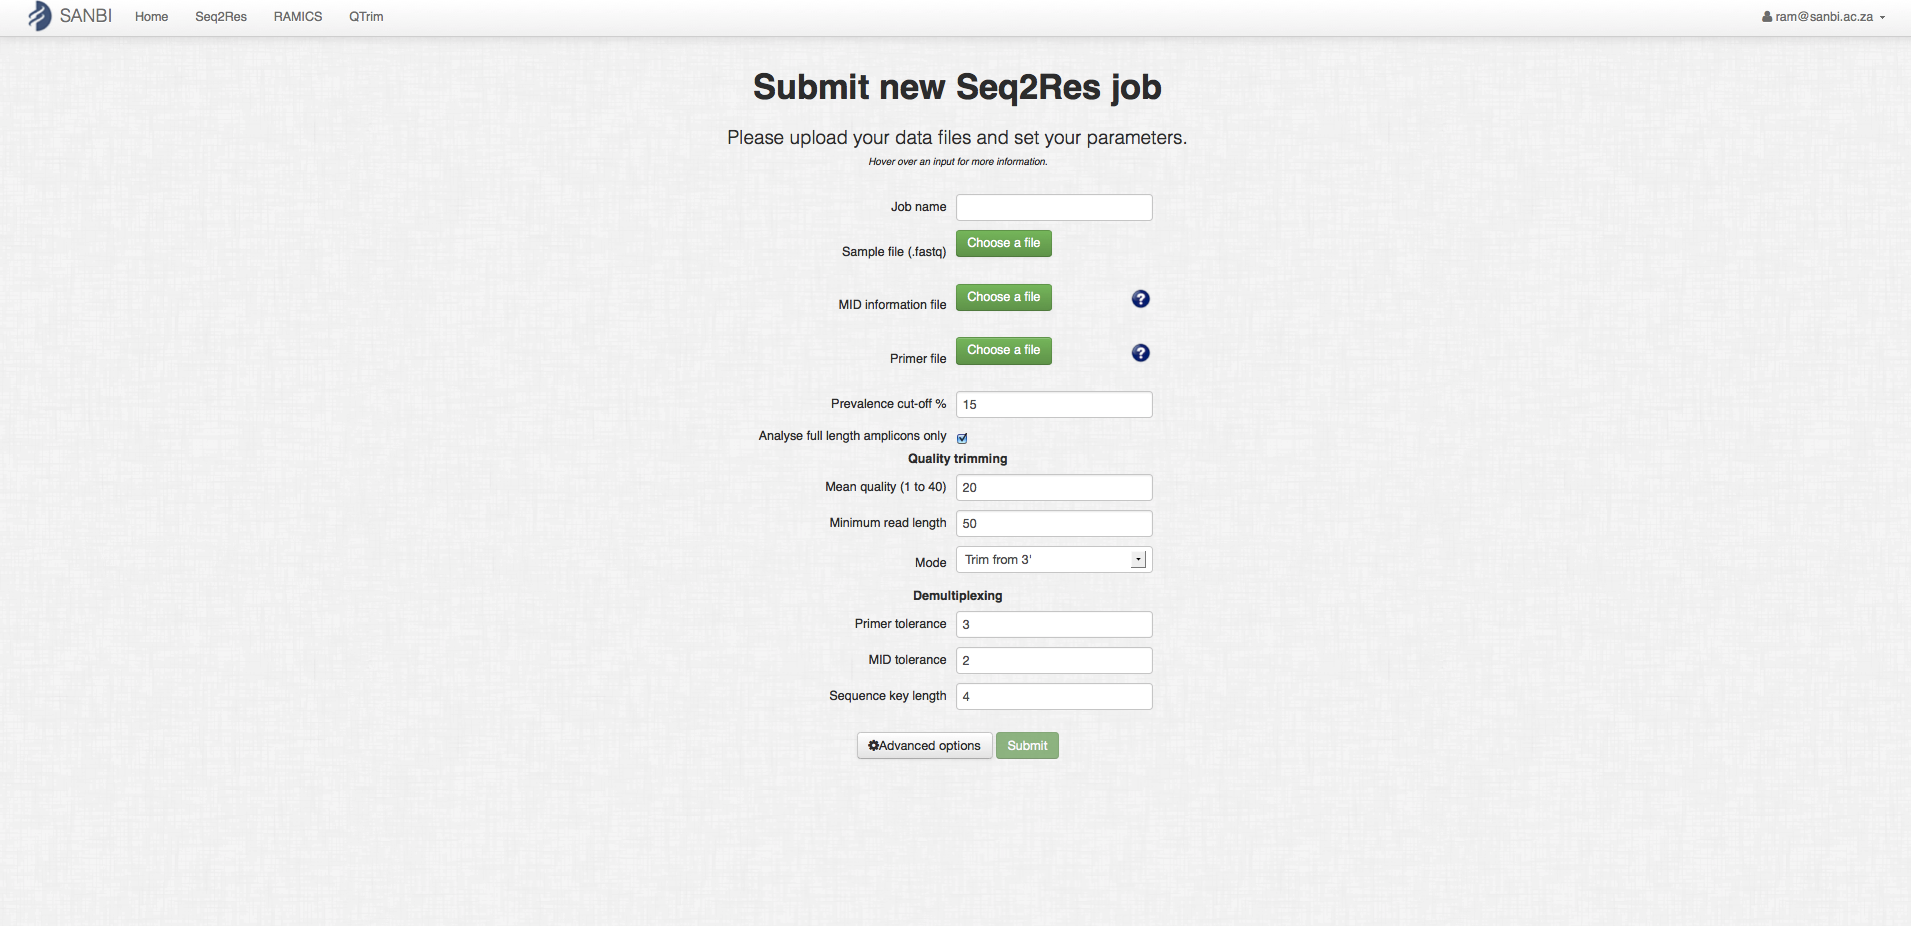 SANBI Home Seq2Res RAMICS QTrim ram@sanbi.ac.za
Submit new Seq2Res job
Please upload your data files and set your parameters.
Hover over an input for more information.
Job name
Sample file (.fastq) Choose a file
MID information file Choose a file ?
Primer file Choose a file ?
Prevalence cut-off % 15
Analyse full length amplicons only
Quality trimming
Mean quality (1 to 40) 20
Minimum read length 50
Mode Trim from 3'
Demultiplexing
Primer tolerance 3
MID tolerance 2
Sequence key length 4
Advanced options Submit